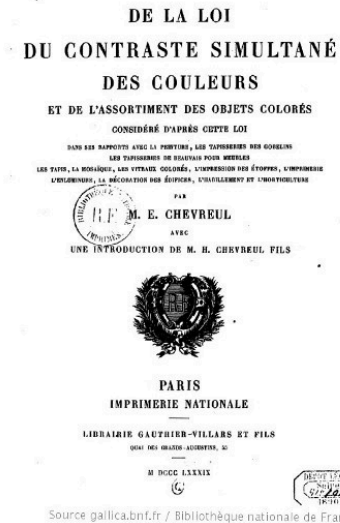 DE LA LOI
DU CONTRASTE SIMULTANÉ
DES COULEURS
ET DE L'ASSORTIMENT DES OBJETS COLORÉS
CONSIDÉRÉ D'APRÈS CETTE LOI
DANS SES RAPPORTS AVEC LA PEINTURE, LES TAPISSERIES DES GOBELINS
LES TAPISSERIES DE BEAUVAIS POUR MEUBLES
LES TAPIS, LA MOSAÏQUE, LES VITRAUX COLORÉS, L'IMPRESSION DES ÉTOFFES, L'IMPRIMERIE
L'ENLUMINURE, LA DÉCORATION DES ÉDIFICES, L'HABILLEMENT ET L'HORTICULTURE
PAR
M. E. CHEVREUL
AVEC
UNE INTRODUCTION DE M. H. CHEVREUL FILS
PARIS
IMPRIMERIE NATIONALE
LIBRAIRIE GAUTHIER-VILLARS ET FILS
QUAI DES GRANDS-AUGUSTINS, 55
M DCCC LXXXIX
Source gallica.bnf.fr / Bibliothèque nationale de Fran